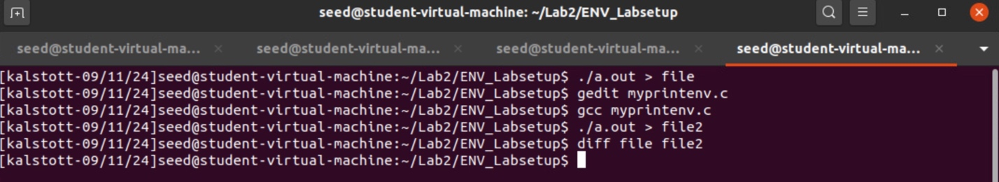 seed@student-virtual-machine: ~/Lab2/ENV_Labsetup
seed@student-virtual-ma... × seed@student-virtual-ma... × seed@student-virtual-ma... × seed@student-virtual-ma... ×
[kalstott-09/11/24]seed@student-virtual-machine:~/Lab2/ENV_Labsetup$ ./a.out > file
[kalstott-09/11/24]seed@student-virtual-machine:~/Lab2/ENV_Labsetup$ gedit myprintenv.c
[kalstott-09/11/24]seed@student-virtual-machine:~/Lab2/ENV_Labsetup$ gcc myprintenv.c
[kalstott-09/11/24]seed@student-virtual-machine:~/Lab2/ENV_Labsetup$ ./a.out > file2
[kalstott-09/11/24]seed@student-virtual-machine:~/Lab2/ENV_Labsetup$ diff file file2
[kalstott-09/11/24]seed@student-virtual-machine:~/Lab2/ENV_Labsetup$